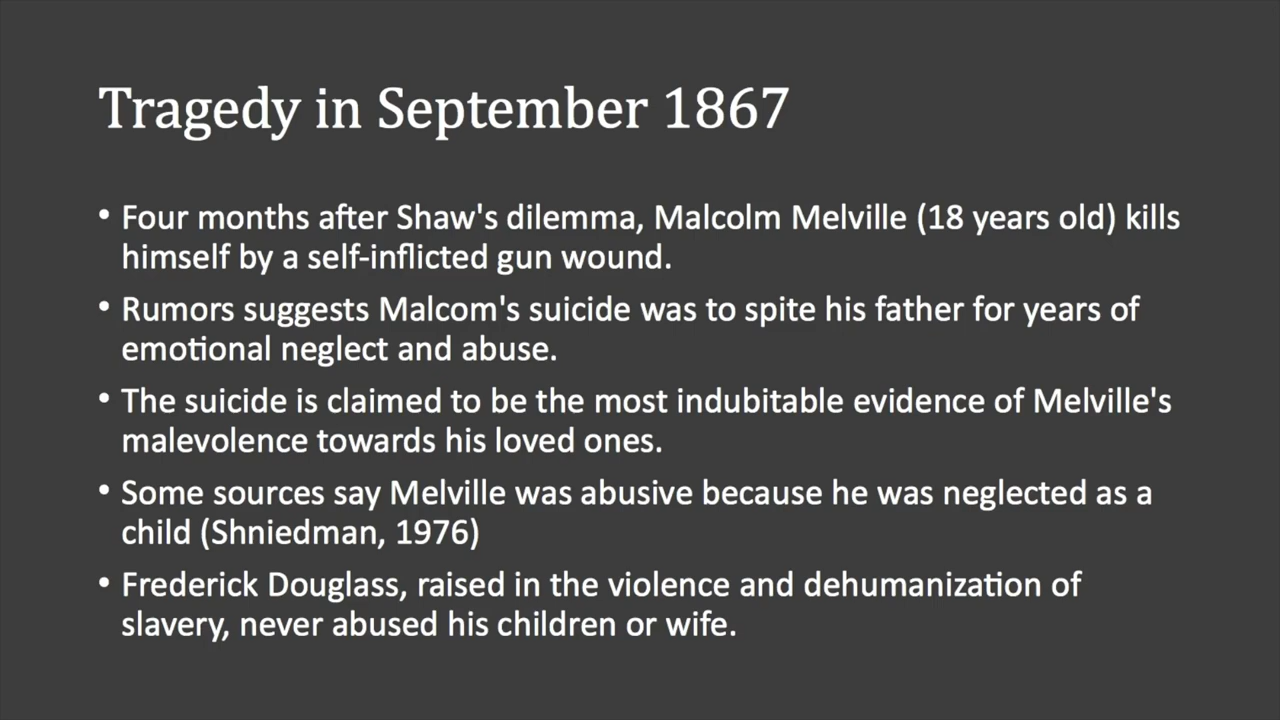 Tragedy in September 1867
• Four months after Shaw's dilemma, Malcolm Melville (18 years old) kills
himself by a self-inflicted gun wound.
• Rumors suggests Malcom's suicide was to spite his father for years of
emotional neglect and abuse.
• The suicide is claimed to be the most indubitable evidence of Melville's
malevolence towards his loved ones.
• Some sources say Melville was abusive because he was neglected as a
child (Shniedman, 1976)
• Frederick Douglass, raised in the violence and dehumanization of
slavery, never abused his children or wife.